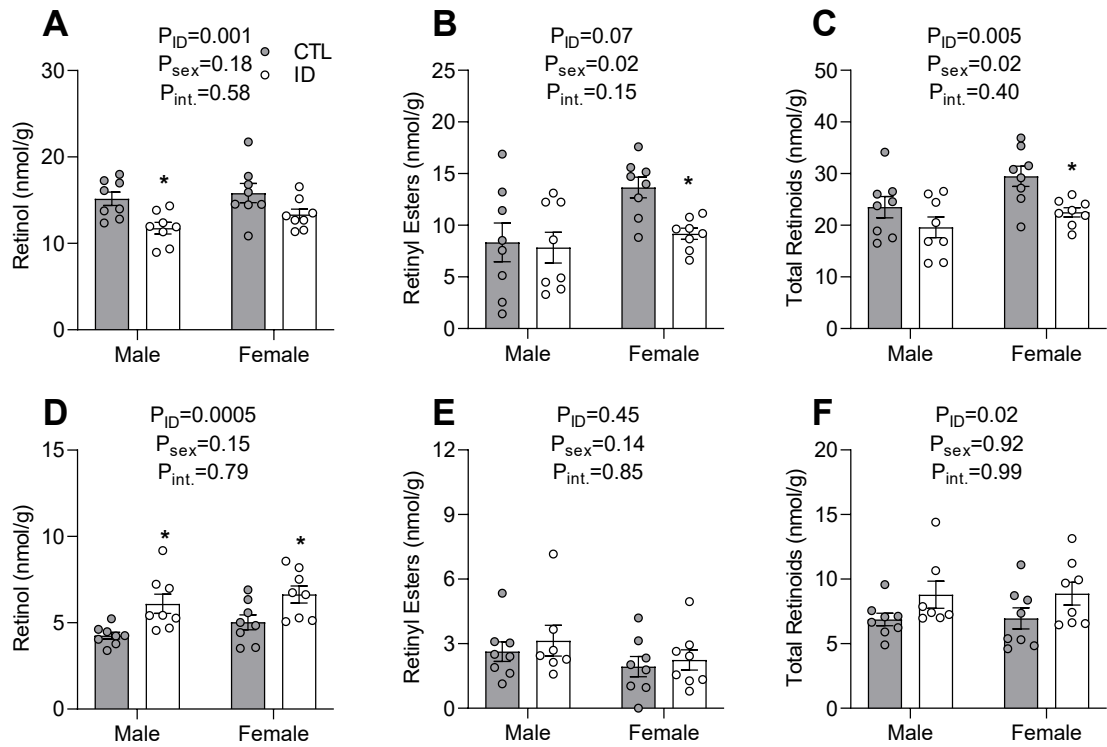 A
P_ID=0.001
P_sex=0.18
P_int.=0.58
CTL
ID
Retinol (nmol/g)
30
20
10
0
Male
Female
*
B
P_ID=0.07
P_sex=0.02
P_int.=0.15
Retinyl Esters (nmol/g)
25
20
15
10
5
0
Male
Female
*
C
P_ID=0.005
P_sex=0.02
P_int.=0.40
Total Retinoids (nmol/g)
50
40
30
20
10
0
Male
Female
*
D
P_ID=0.0005
P_sex=0.15
P_int.=0.79
Retinol (nmol/g)
15
10
5
0
Male
Female
*
*
E
P_ID=0.45
P_sex=0.14
P_int.=0.85
Retinyl Esters (nmol/g)
12
9
6
3
0
Male
Female
F
P_ID=0.02
P_sex=0.92
P_int.=0.99
Total Retinoids (nmol/g)
20
15
10
5
0
Male
Female